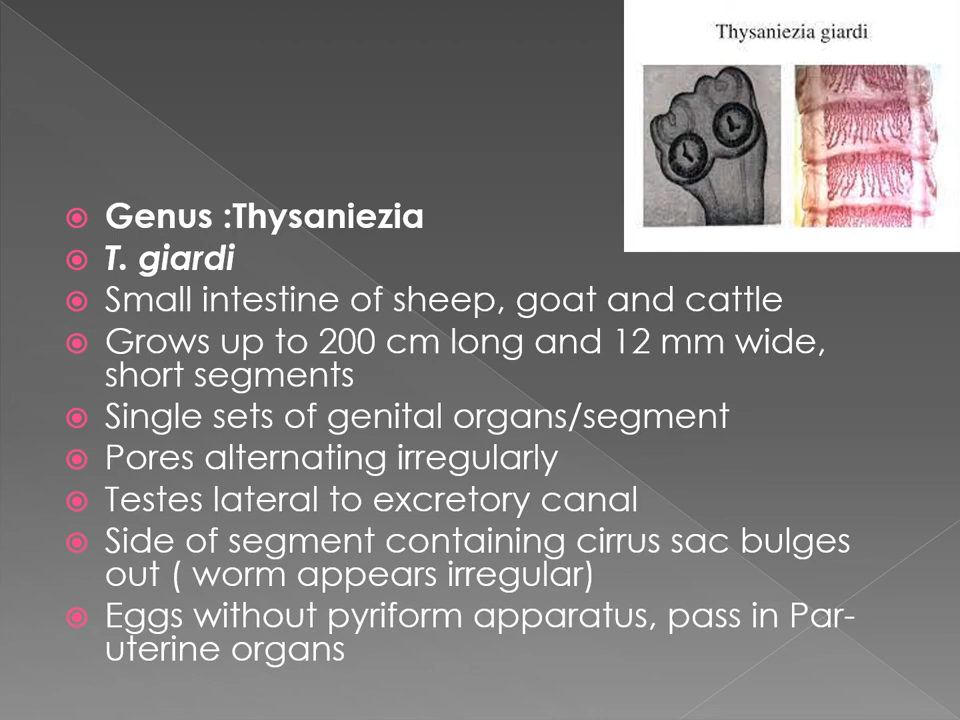 Thysaniezia giardi
Genus :Thysaniezia
T. giardi
Small intestine of sheep, goat and cattle
Grows up to 200 cm long and 12 mm wide,
short segments
Single sets of genital organs/segment
Pores alternating irregularly
Testes lateral to excretory canal
Side of segment containing cirrus sac bulges
out ( worm appears irregular)
Eggs without pyriform apparatus, pass in Par-
uterine organs